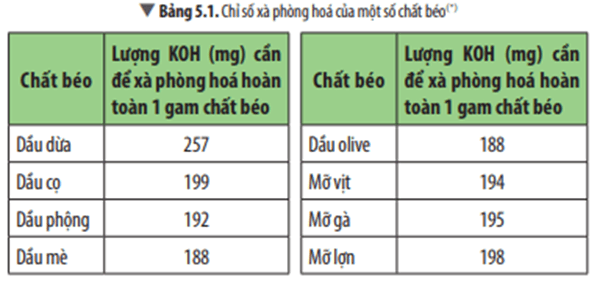 ▼ Bảng 5.1. Chỉ số xà phòng hoá của một số chất béo(*)
Chất béo
Lượng KOH (mg) cần
để xà phòng hoá hoàn
toàn 1 gam chất béo
Dầu dừa 257
Dầu cọ 199
Dầu phộng 192
Dầu mè 188
Chất béo
Lượng KOH (mg) cần
để xà phòng hoá hoàn
toàn 1 gam chất béo
Dầu olive 188
Mỡ vịt 194
Mỡ gà 195
Mỡ lợn 198